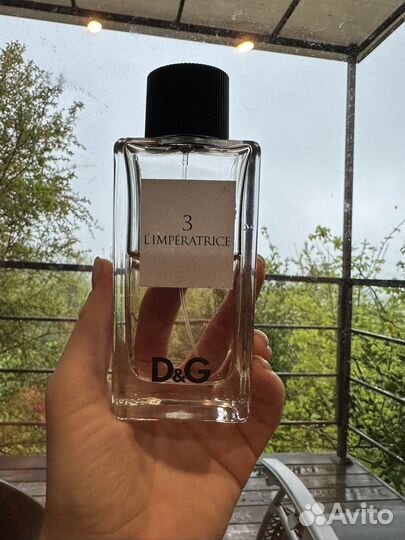 3
L'IMPÉRATRICE
D&G
Avito